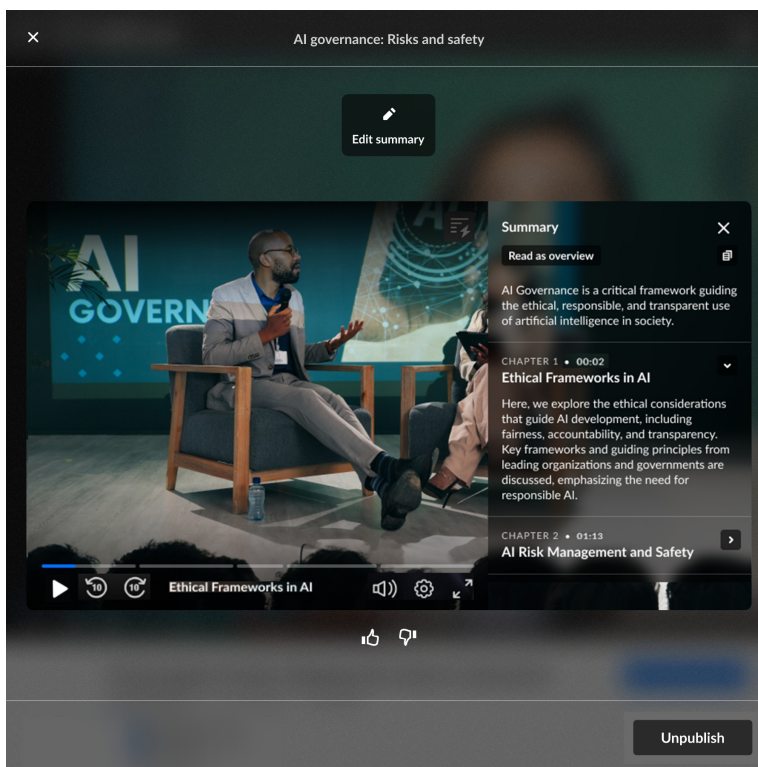 AI governance: Risks and safety
Edit summary
AI
GOVERN
AI
Summary
Read as overview
AI Governance is a critical framework guiding
the ethical, responsible, and transparent use
of artificial intelligence in society.
CHAPTER 1 • 00:02
Ethical Frameworks in AI
Here, we explore the ethical considerations
that guide AI development, including
fairness, accountability, and transparency.
Key frameworks and guiding principles from
leading organizations and governments are
discussed, emphasizing the need for
responsible AI.
CHAPTER 2 • 01:13
AI Risk Management and Safety
10
10
Ethical Frameworks in AI
Unpublish